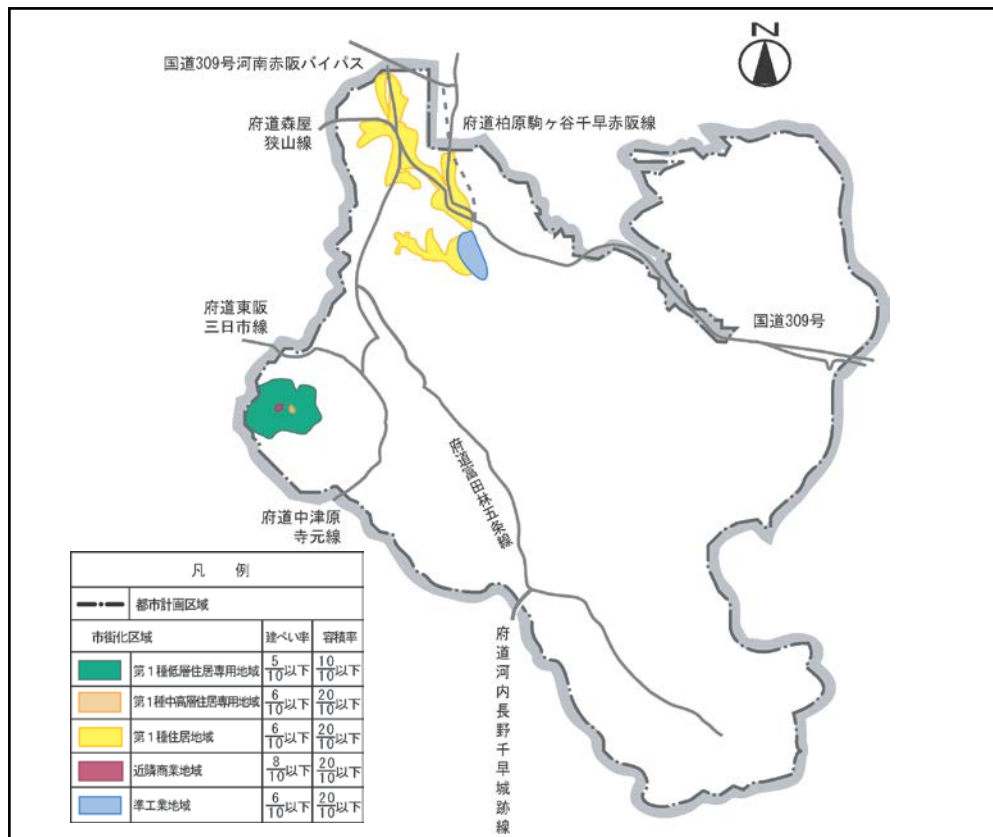 N
国道309号河南赤阪バイパス
府道森屋
狭山線
府道柏原駒ヶ谷千早赤阪線
府道東阪
三日市線
国道309号
府道富田林五条線
府道中津原
寺元線
府道河内長野千早城跡線
凡 例
都市計画区域
市街化区域 建ぺい率 容積率
第1種低層住居専用地域 5/10以下 10/10以下
第1種中高層住居専用地域 6/10以下 20/10以下
第1種住居地域 6/10以下 20/10以下
近隣商業地域 8/10以下 20/10以下
準工業地域 6/10以下 20/10以下